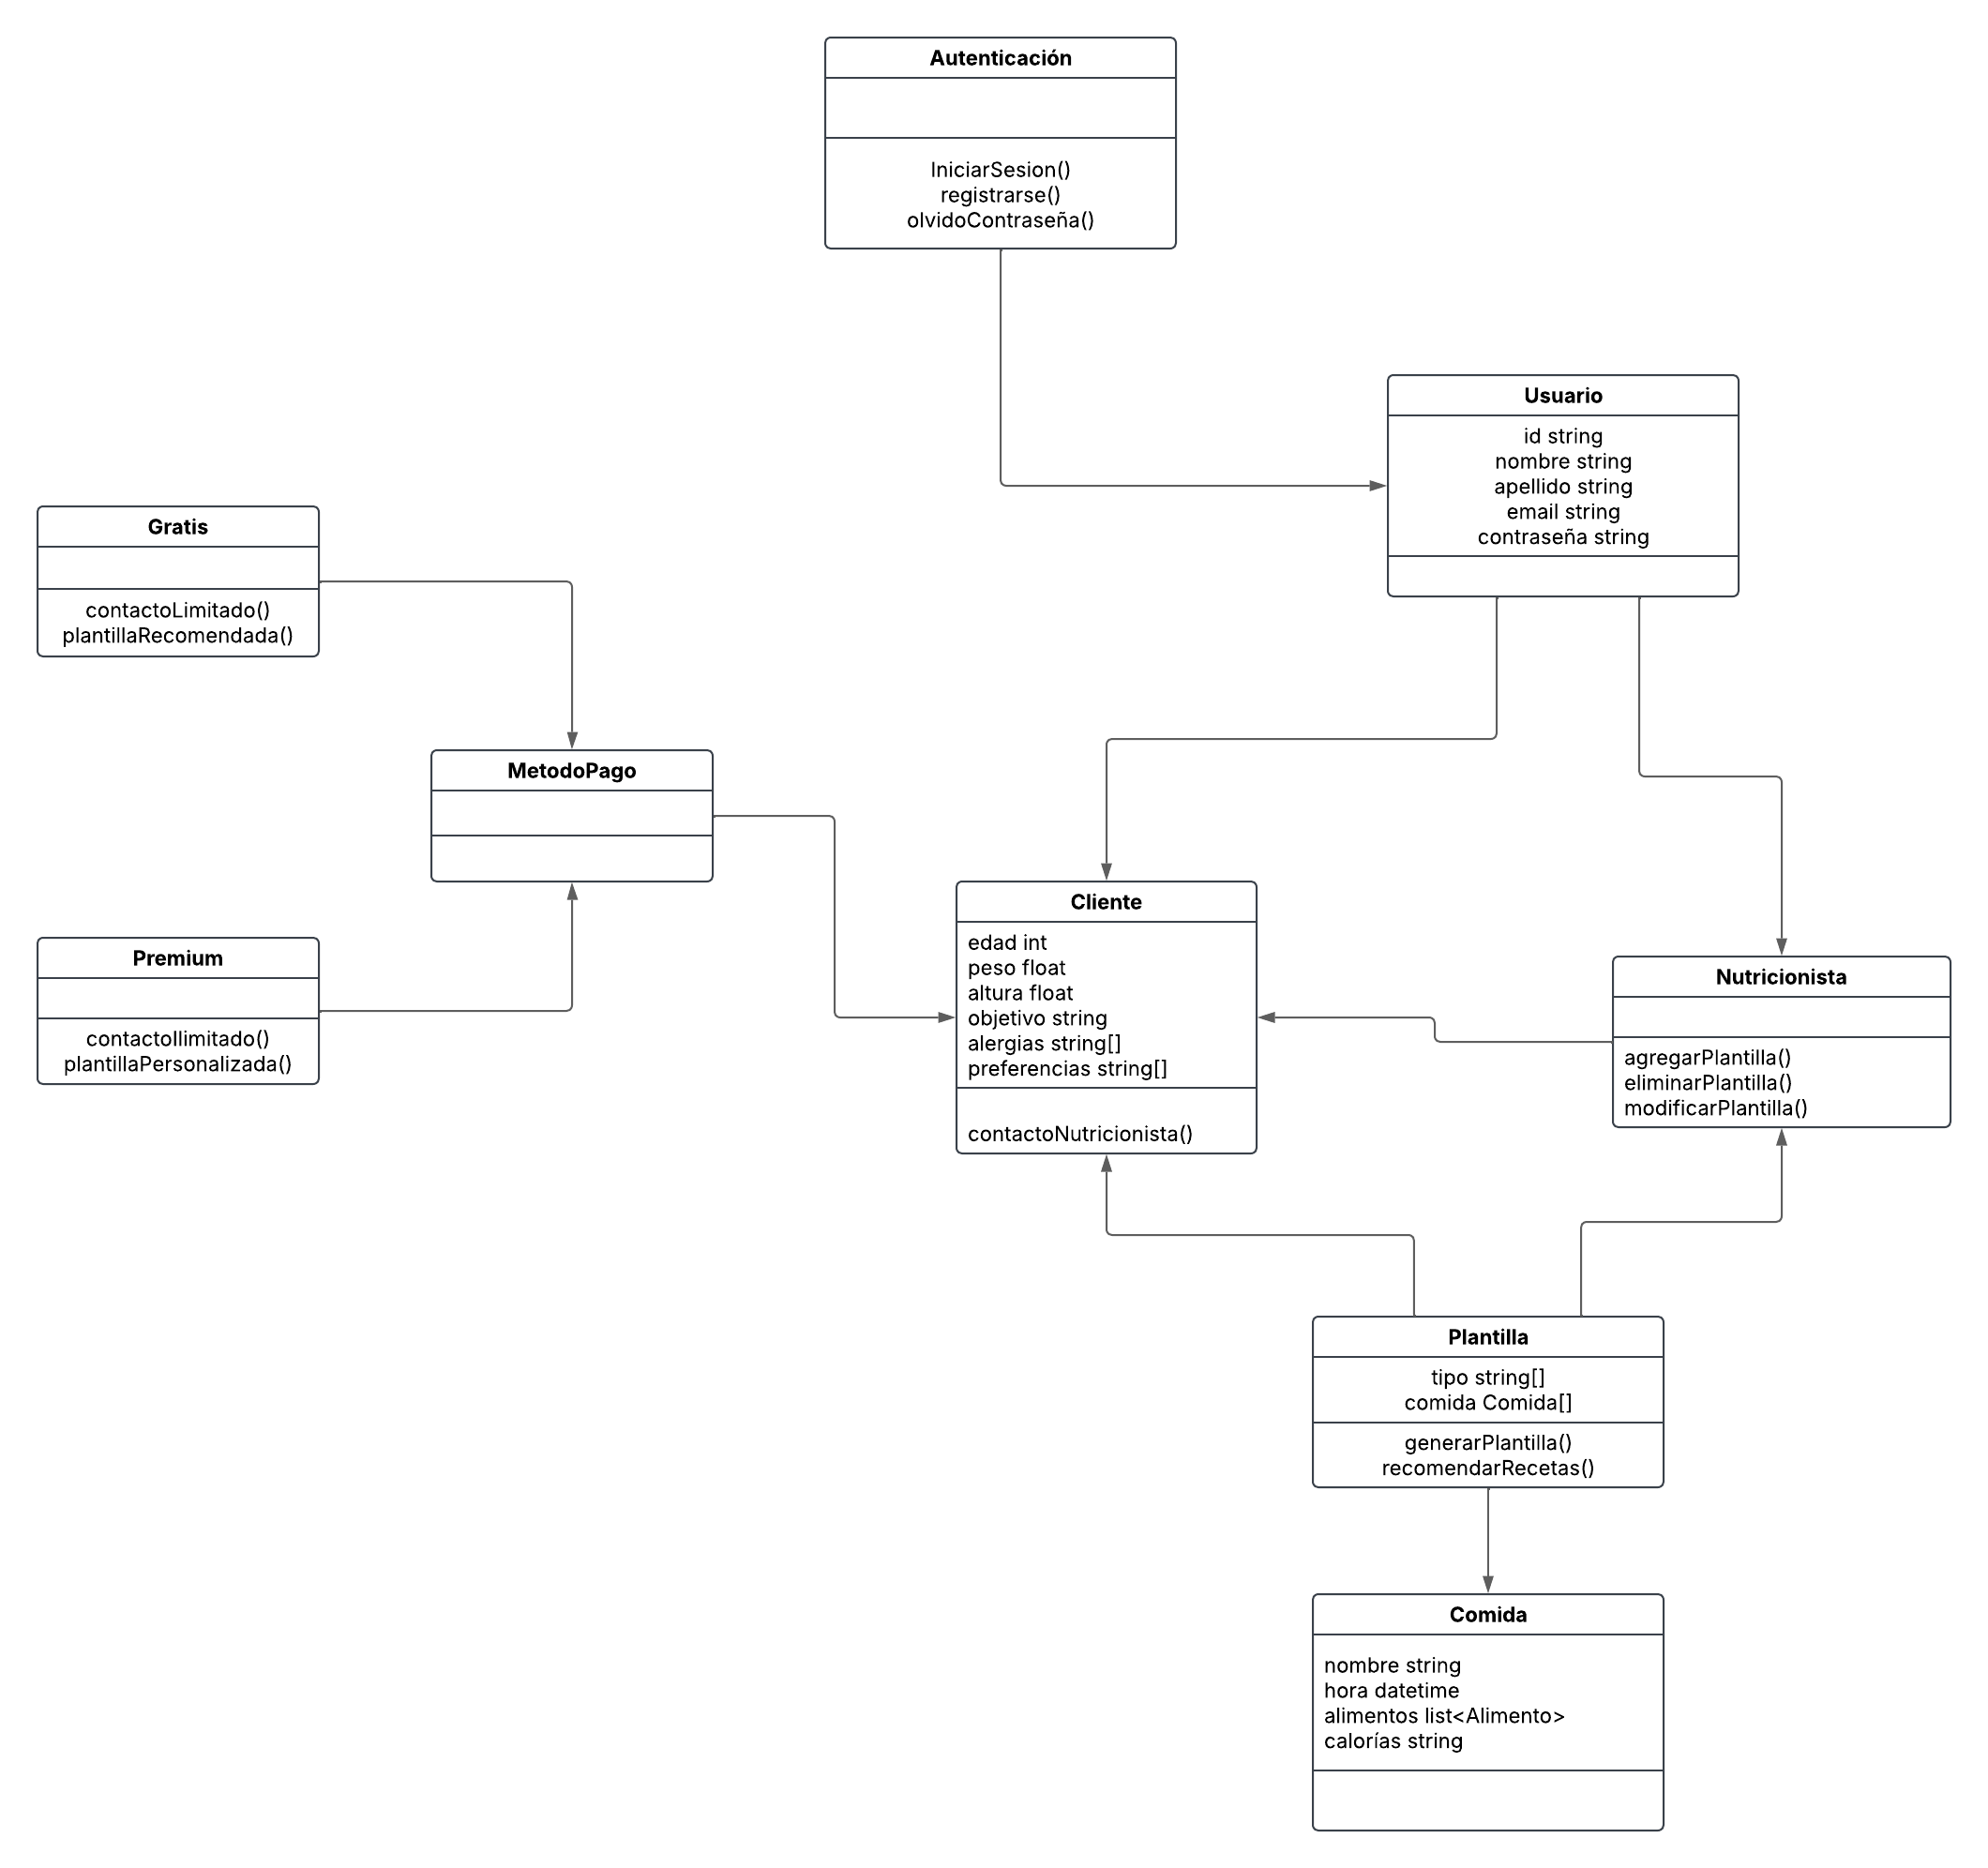 Autenticación
IniciarSesion()
registrarse()
olvidoContraseña()
Usuario
id string
nombre string
apellido string
email string
contraseña string
Gratis
contactoLimitado()
plantillaRecomendada()
MetodoPago
Premium
contactoIlimitado()
plantillaPersonalizada()
Cliente
edad int
peso float
altura float
objetivo string
alergias string[]
preferencias string[]
contactoNutricionista()
Nutricionista
agregarPlantilla()
eliminarPlantilla()
modificarPlantilla()
Plantilla
tipo string[]
comida Comida[]
generarPlantilla()
recomendarRecetas()
Comida
nombre string
hora datetime
alimentos list<Alimento>
calorías string